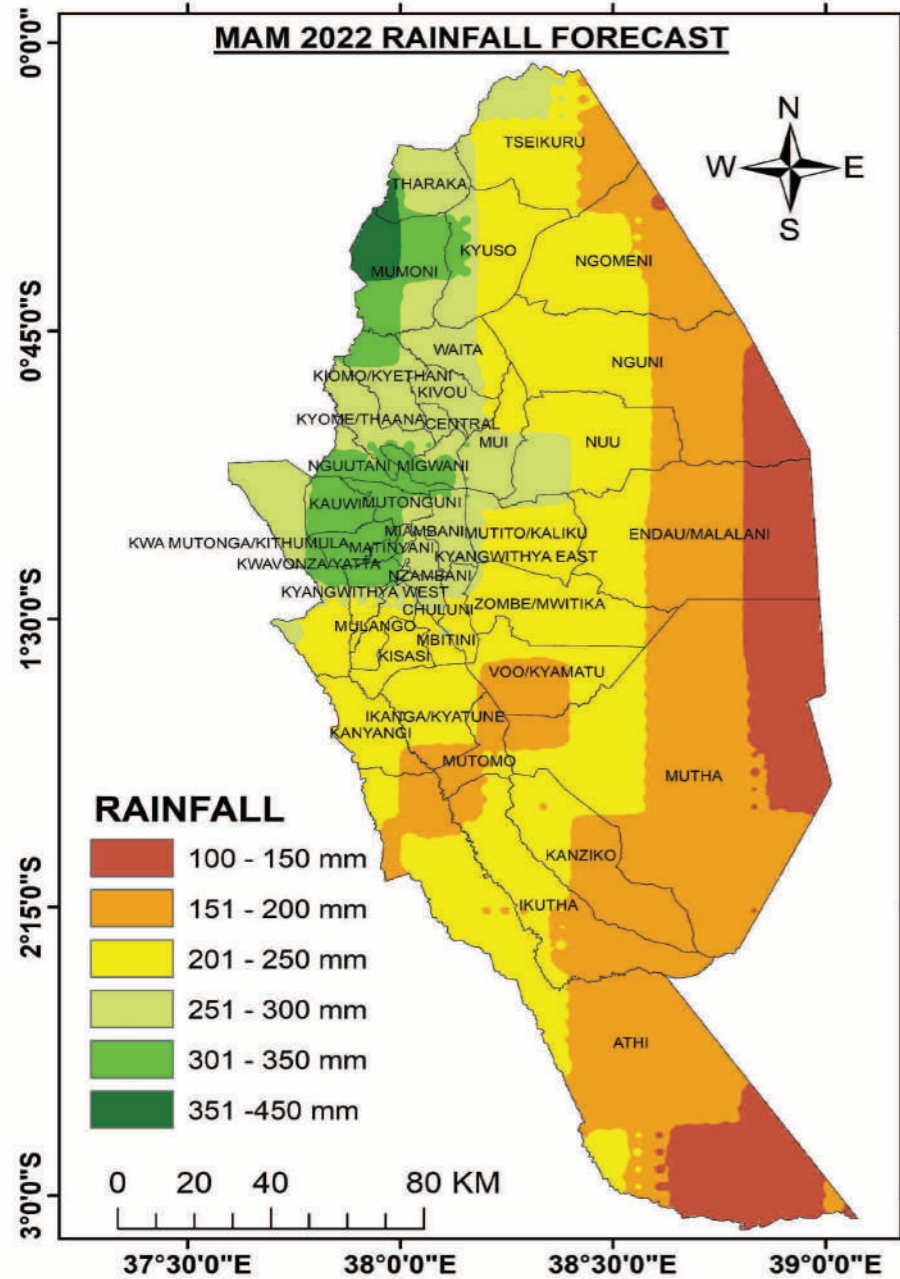 MAM 2022 RAINFALL FORECAST
0°0'0"
0°45'0"S
1°30'0"S
2°15'0"S
3°0'0"S
N
W E
S
TSEIKURU
THARAKA
KYUSO
NGOMENI
MUMONI
WAITA
NGUNI
KIOMO/KYETHANI
KIVOU
KYOME/THAANA
CENTRAL
MUI
NUU
NGUUTANI
MIGWANI
KAUWI
MUTONGUNI
MIAMBANI
MUTITO/KALIKU
ENDAU/MALALANI
KWA MUTONGA/KITHUMULA
MATINYANI
KYANGWITHYA EAST
KWAVONZA/YATTA
NZAMBANI
KYANGWITHYA WEST
CHULUNI
ZOMBE/MWITIKA
MULANGO
MBITINI
KISASI
VOO/KYAMATU
IKANGA/KYATUNE
KANYANGI
MUTOMO
MUTHA
KANZIKO
IKUTHA
ATHI
RAINFALL
100 - 150 mm
151 - 200 mm
201 - 250 mm
251 - 300 mm
301 - 350 mm
351 -450 mm
0 20 40 80 KM
37°30'0"E 38°0'0"E 38°30'0"E 39°0'0"E